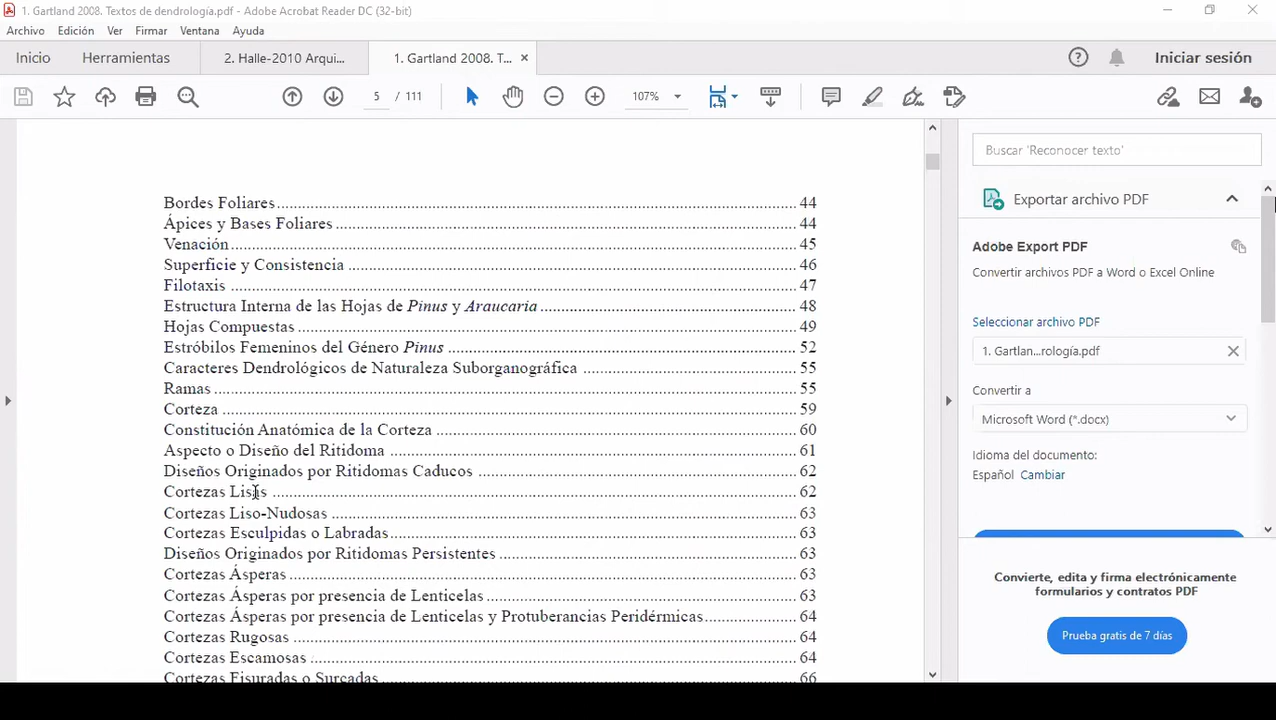 1. Gartland 2008. Textos de dendrología.pdf - Adobe Acrobat Reader DC (32-bit)
Archivo Edición Ver Firmar Ventana Ayuda
Inicio Herramientas 2. Halle-2010 Arqui... 1. Gartland 2008. T... Iniciar sesión
5 / 111 107%
Bordes Foliares 44
Ápices y Bases Foliares 44
Venación 45
Superficie y Consistencia 46
Filotaxis 47
Estructura Interna de las Hojas de Pinus y Araucaria 48
Hojas Compuestas 49
Estróbilos Femeninos del Género Pinus 52
Caracteres Dendrológicos de Naturaleza Suborganográfica 55
Ramas 55
Corteza 59
Constitución Anatómica de la Corteza 60
Aspecto o Diseño del Ritidoma 61
Diseños Originados por Ritidomas Caducos 62
Cortezas Lisas 62
Cortezas Liso-Nudosas 63
Cortezas Esculpidas o Labradas 63
Diseños Originados por Ritidomas Persistentes 63
Cortezas Ásperas 63
Cortezas Ásperas por presencia de Lenticelas 63
Cortezas Ásperas por presencia de Lenticelas y Protuberancias Peridérmicas 64
Cortezas Rugosas 64
Cortezas Escamosas 64
Cortezas Fisuradas o Surcadas 66
Buscar 'Reconocer texto'
Exportar archivo PDF
Adobe Export PDF
Convertir archivos PDF a Word o Excel Online
Seleccionar archivo PDF
1. Gartlan...rología.pdf
Convertir a
Microsoft Word (*.docx)
Idioma del documento:
Español Cambiar
Convierte, edita y firma electrónicamente
formularios y contratos PDF
Prueba gratis de 7 días